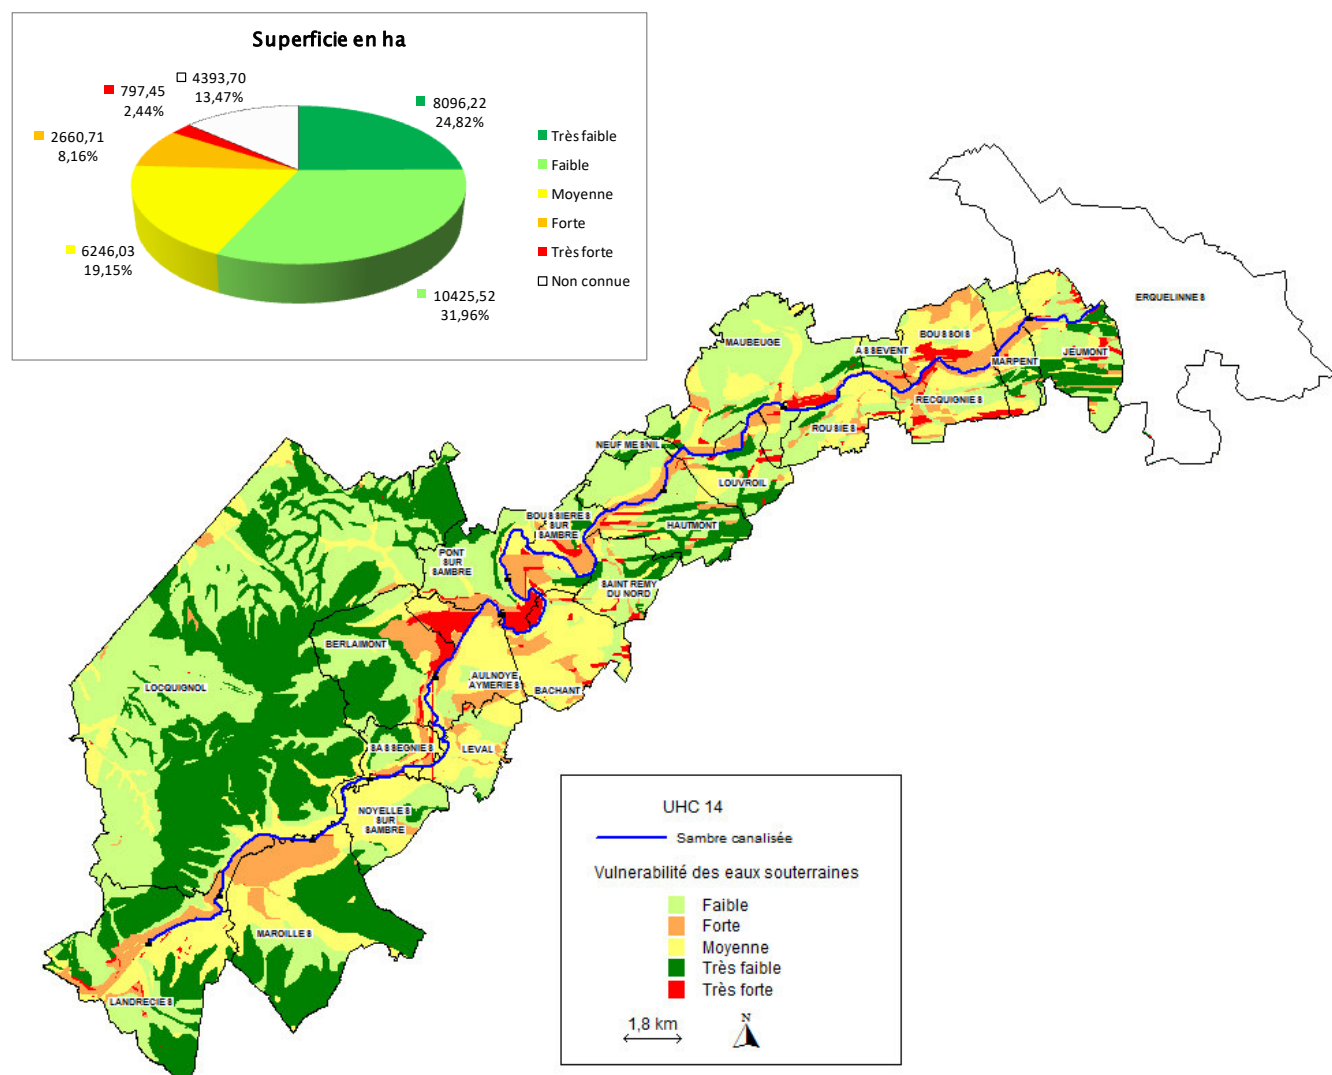 Superficie en ha
4393,70
13,47%
797,45
2,44%
8096,22
24,82%
2660,71
8,16%
6246,03
19,15%
10425,52
31,96%
Très faible
Faible
Moyenne
Forte
Très forte
Non connue
ERQUELINNES
BOUSSOIS
MAUBEUGE
ASSEVENT
JEUMONT
MARPENT
RECQUIGNIES
ROUSIES
NEUF MESNIL
LOUVROIL
BOUSSIERES
SUR
SAMBRE
HAUTMONT
PONT
SUR
SAMBRE
SAINT REMY
DU NORD
BERLAIMONT
AULNOYE
AYMERIES
BACHANT
LOCQUIGNOL
SASSEGNIES
LEVAL
NOYELLES
SUR
SAMBRE
MAROILLES
LANDRECIES
UHC 14
Sambre canalisée
Vulnerabilité des eaux souterraines
Faible
Forte
Moyenne
Très faible
Très forte
1,8 km
N